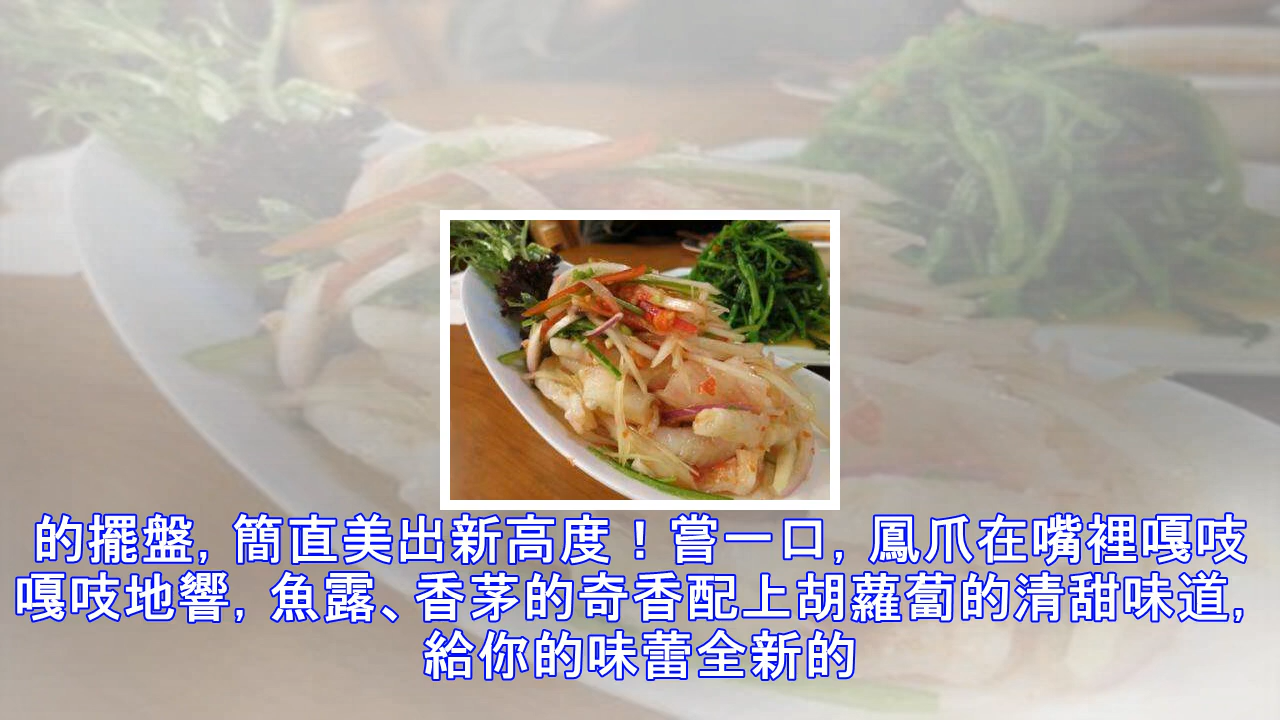 的擺盤, 簡直美出新高度！嘗一口, 鳳爪在嘴裡嘎吱
嘎吱地響, 魚露、香茅的奇香配上胡蘿蔔的清甜味道,
給你的味蕾全新的